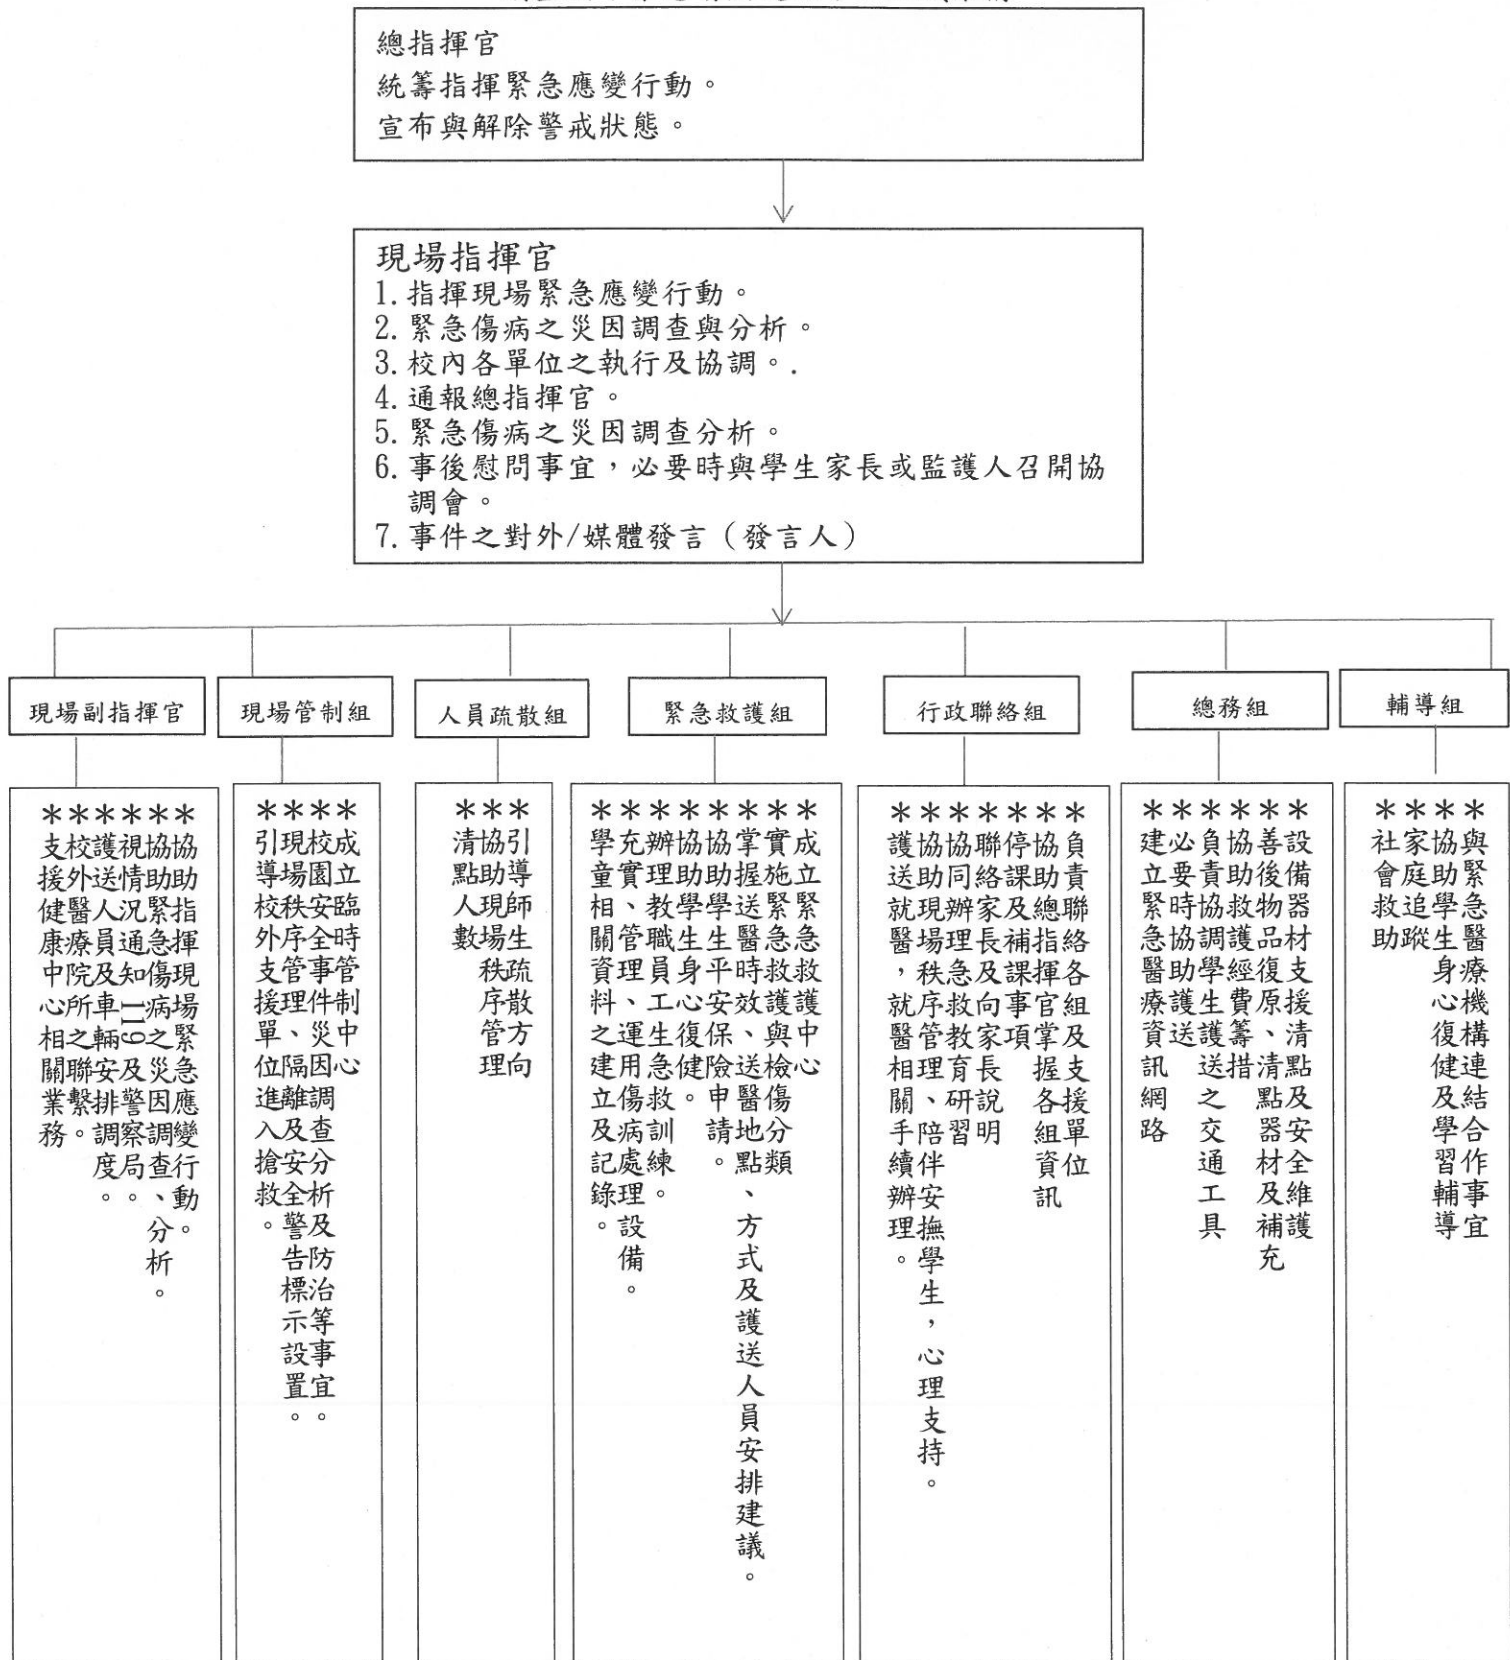 總指揮官
統籌指揮緊急應變行動。
宣布與解除警戒狀態。
現場指揮官
1. 指揮現場緊急應變行動。
2. 緊急傷病之災因調查與分析。
3. 校內各單位之執行及協調。.
4. 通報總指揮官。
5. 緊急傷病之災因調查分析。
6. 事後慰問事宜，必要時與學生家長或監護人召開協
調會。
7. 事件之對外/媒體發言（發言人）
現場副指揮官
＊協助指揮現場緊急應變行動。
＊協助緊急傷病之災因調查、分析。
＊視情況通知119及警察局。
＊護送人員及車輛安排調度。
＊校外醫療院所之聯繫。
＊支援健康中心相關業務
現場管制組
＊成立臨時管制中心
＊校園安全事件災因調查分析及防治等事宜。
＊現場秩序管理、隔離及安全警告標示設置。
＊引導校外支援單位進入搶救。
人員疏散組
＊引導師生疏散方向
＊協助現場秩序管理
＊清點人數
緊急救護組
＊成立緊急救護中心
＊實施緊急救護與檢傷分類
＊掌握送醫時效、送醫地點、方式及護送人員安排建議。
＊協助學生平安保險申請。
＊協助學生身心復健。
＊辦理教職員工生急救訓練。
＊充實、管理、運用傷病處理設備。
＊學童相關資料之建立及記錄。
行政聯絡組
＊負責聯絡各組及支援單位
＊協助總指揮官掌握各組資訊
＊停課及補課事項
＊聯絡家長及向家長說明
＊協同辦理急救教育研習
＊協助現場秩序管理、陪伴安撫學生，心理支持。
＊護送就醫，就醫相關手續辦理。
總務組
＊設備器材支援清點及安全維護
＊善後物品復原、清點器材及補充
＊協助救護經費籌措
＊負責協調學生護送之交通工具
＊必要時協助護送
＊建立緊急醫療資訊網路
輔導組
＊與緊急醫療機構連結合作事宜
＊協助學生身心復健及學習輔導
＊家庭追蹤
＊社會救助